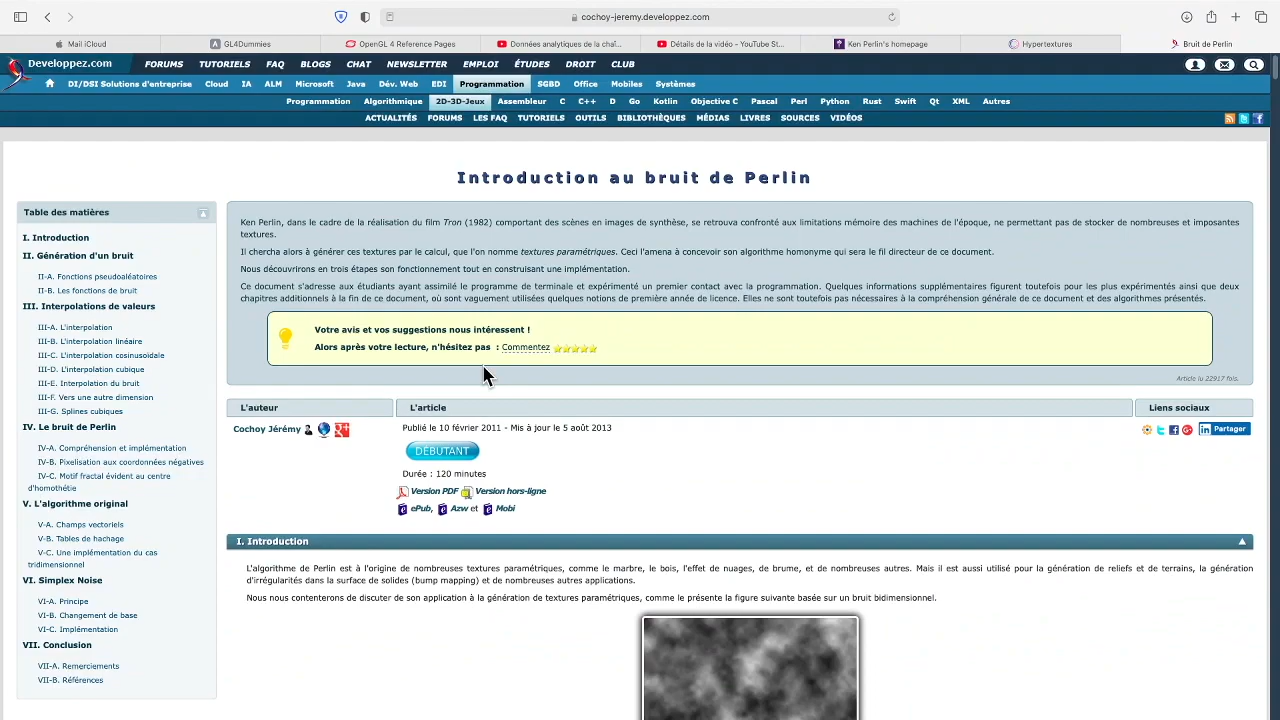 cochoy-jeremy.developpez.com
Mail iCloud
GL4Dummies
OpenGL 4 Reference Pages
Données analytiques de la chaî...
Détails de la vidéo - YouTube St...
Ken Perlin's homepage
Hypertextures
Bruit de Perlin
Developpez.com
FORUMS TUTORIELS FAQ BLOGS CHAT NEWSLETTER EMPLOI ÉTUDES DROIT CLUB
DI/DSI Solutions d'entreprise Cloud IA ALM Microsoft Java Dév. Web EDI Programmation SGBD Office Mobiles Systèmes
Programmation Algorithmique 2D-3D-Jeux Assembleur C C++ D Go Kotlin Objective C Pascal Perl Python Rust Swift Qt XML Autres
ACTUALITÉS FORUMS LES FAQ TUTORIELS OUTILS BIBLIOTHÈQUES MÉDIAS LIVRES SOURCES VIDÉOS
Introduction au bruit de Perlin
Table des matières
I. Introduction
II. Génération d'un bruit
II-A. Fonctions pseudoaléatoires
II-B. Les fonctions de bruit
III. Interpolations de valeurs
III-A. L'interpolation
III-B. L'interpolation linéaire
III-C. L'interpolation cosinusoïdale
III-D. L'interpolation cubique
III-E. Interpolation du bruit
III-F. Vers une autre dimension
III-G. Splines cubiques
IV. Le bruit de Perlin
IV-A. Compréhension et implémentation
IV-B. Pixelisation aux coordonnées négatives
IV-C. Motif fractal évident au centre
d'homothétie
V. L'algorithme original
V-A. Champs vectoriels
V-B. Tables de hachage
V-C. Une implémentation du cas
tridimensionnel
VI. Simplex Noise
VI-A. Principe
VI-B. Changement de base
VI-C. Implémentation
VII. Conclusion
VII-A. Remerciements
VII-B. Références
Ken Perlin, dans le cadre de la réalisation du film Tron (1982) comportant des scènes en images de synthèse, se retrouva confronté aux limitations mémoire des machines de l'époque, ne permettant pas de stocker de nombreuses et imposantes
textures.
Il chercha alors à générer ces textures par le calcul, que l'on nomme textures paramétriques. Ceci l'amena à concevoir son algorithme homonyme qui sera le fil directeur de ce document.
Nous découvrirons en trois étapes son fonctionnement tout en construisant une implémentation.
Ce document s'adresse aux étudiants ayant assimilé le programme de terminale et expérimenté un premier contact avec la programmation. Quelques informations supplémentaires figurent toutefois pour les plus expérimentés ainsi que deux
chapitres additionnels à la fin de ce document, où sont vaguement utilisées quelques notions de première année de licence. Elles ne sont toutefois pas nécessaires à la compréhension générale de ce document et des algorithmes présentés.
Votre avis et vos suggestions nous intéressent !
Alors après votre lecture, n'hésitez pas : Commentez
Article lu 22917 fois.
L'auteur
Cochoy Jérémy
L'article
Publié le 10 février 2011 - Mis à jour le 5 août 2013
DÉBUTANT
Durée : 120 minutes
Version PDF Version hors-ligne
ePub, Azw et Mobi
Liens sociaux
Partager
I. Introduction
L'algorithme de Perlin est à l'origine de nombreuses textures paramétriques, comme le marbre, le bois, l'effet de nuages, de brume, et de nombreuses autres. Mais il est aussi utilisé pour la génération de reliefs et de terrains, la génération
d'irrégularités dans la surface de solides (bump mapping) et de nombreuses autres applications.
Nous nous contenterons de discuter de son application à la génération de textures paramétriques, comme le présente la figure suivante basée sur un bruit bidimensionnel.